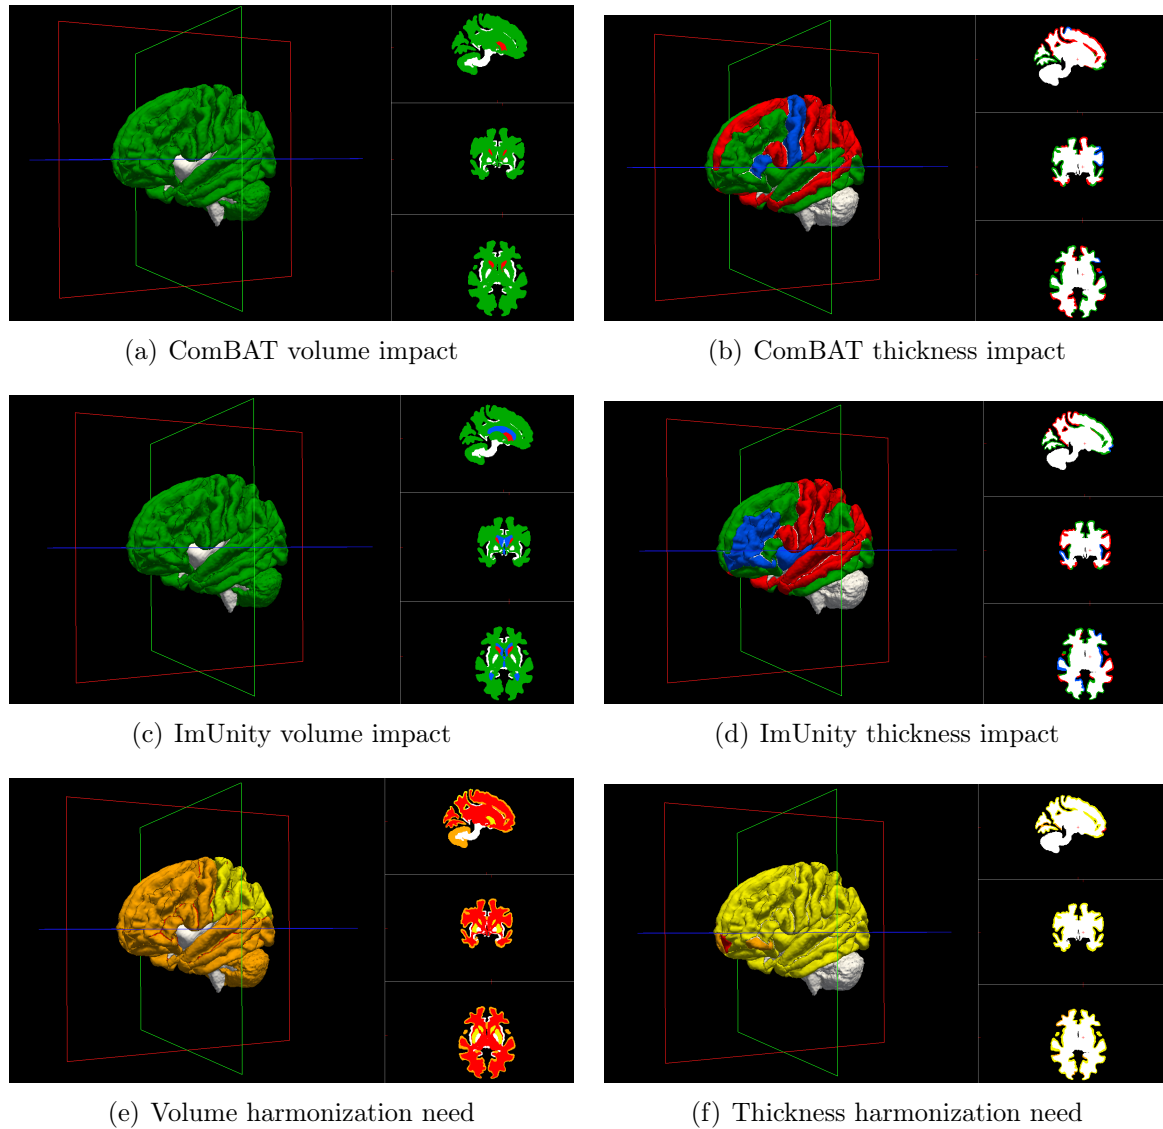 (a) ComBAT volume impact
(b) ComBAT thickness impact
(c) ImUnity volume impact
(d) ImUnity thickness impact
(e) Volume harmonization need
(f) Thickness harmonization need